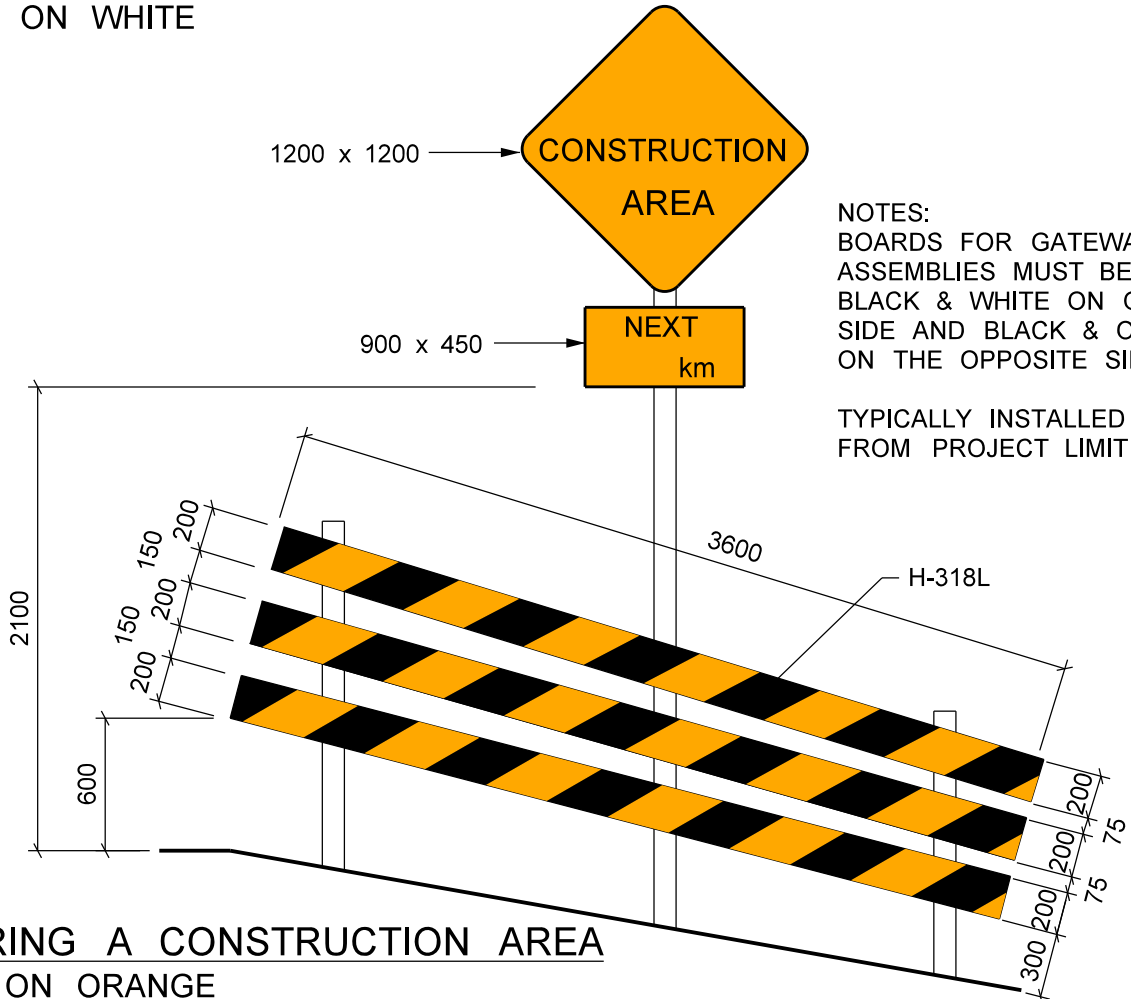 ON WHITE
1200 x 1200
CONSTRUCTION
AREA
NOTES:
BOARDS FOR
ASSEMBLIES MUST BE
BLACK & WHITE ON
SIDE AND BLACK &
ON THE OPPOSITE
900 x 450
NEXT
km
TYPICALLY INSTALLED
FROM PROJECT LIMIT
3600
H-318L
200
150
200
150
200
2100
600
200
75
200
75
200
300
A CONSTRUCTION AREA
ON ORANGE